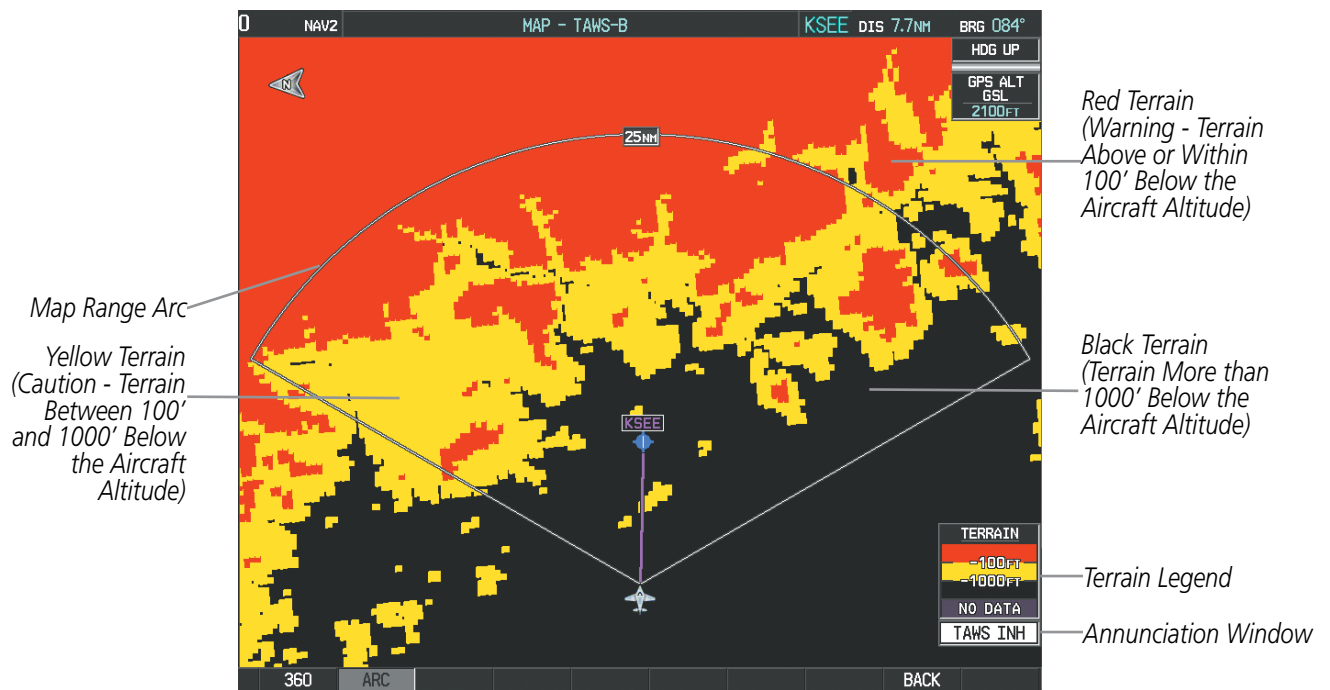 0 NAV2 MAP - TAWS-B KSEE DIS 7.7NM BRG 084°
HDG UP
N
GPS ALT
GSL
2100FT
25NM
Red Terrain
(Warning - Terrain
Above or Within
100’ Below the
Aircraft Altitude)
Map Range Arc
Yellow Terrain
(Caution - Terrain
Between 100’
and 1000’ Below
the Aircraft
Altitude)
Black Terrain
(Terrain More than
1000’ Below the
Aircraft Altitude)
KSEE
TERRAIN
-100FT
-1000FT
NO DATA
Terrain Legend
TAWS INH
Annunciation Window
360 ARC BACK